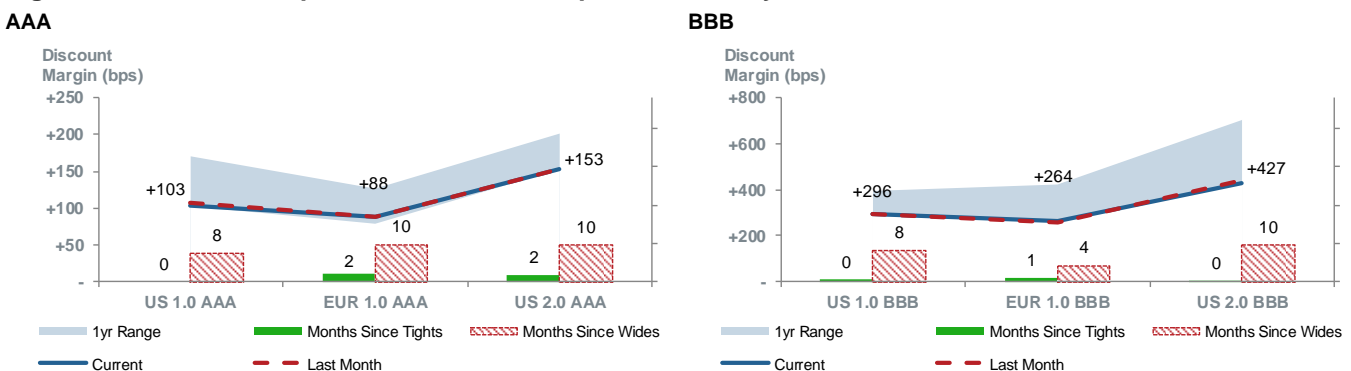 AAA
Discount
Margin (bps)
+250
+200
+150
+100
+50
-
+103
+88
+153
0
8
2
10
2
10
US 1.0 AAA
EUR 1.0 AAA
US 2.0 AAA
1yr Range
Months Since Tights
Months Since Wides
Current
Last Month
BBB
Discount
Margin (bps)
+800
+600
+400
+200
-
+296
+264
+427
0
8
1
4
0
10
US 1.0 BBB
EUR 1.0 BBB
US 2.0 BBB
1yr Range
Months Since Tights
Months Since Wides
Current
Last Month